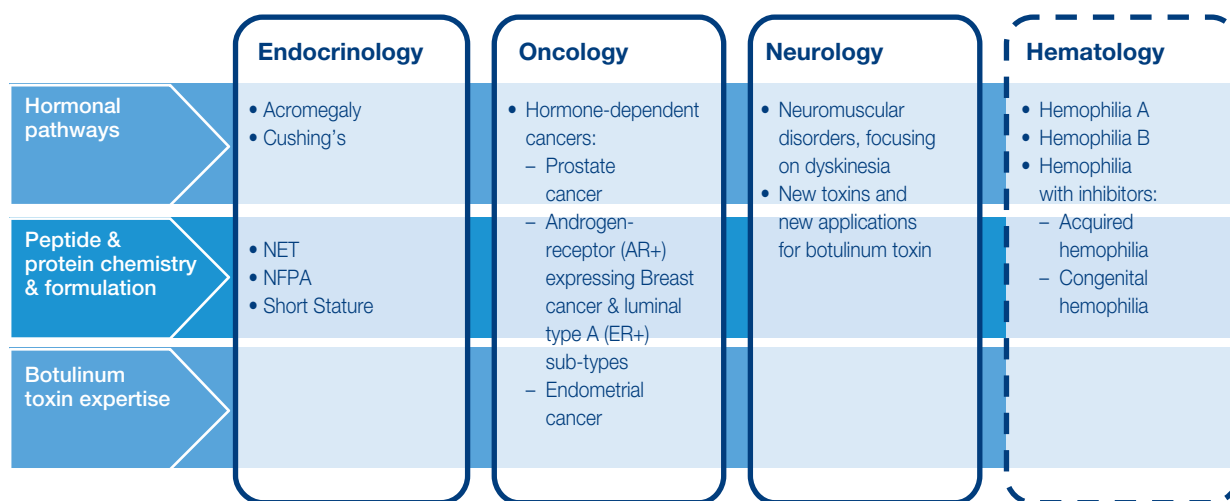 Endocrinology
Oncology
Neurology
Hematology
Hormonal
pathways
Peptide &
protein chemistry
& formulation
Botulinum
toxin expertise
• Acromegaly
• Cushing's
• NET
• NFPA
• Short Stature
• Hormone-dependent
cancers:
– Prostate
cancer
– Androgen-
receptor (AR+)
expressing Breast
cancer & luminal
type A (ER+)
sub-types
– Endometrial
cancer
• Neuromuscular
disorders, focusing
on dyskinesia
• New toxins and
new applications
for botulinum toxin
• Hemophilia A
• Hemophilia B
• Hemophilia
with inhibitors:
– Acquired
hemophilia
– Congenital
hemophilia